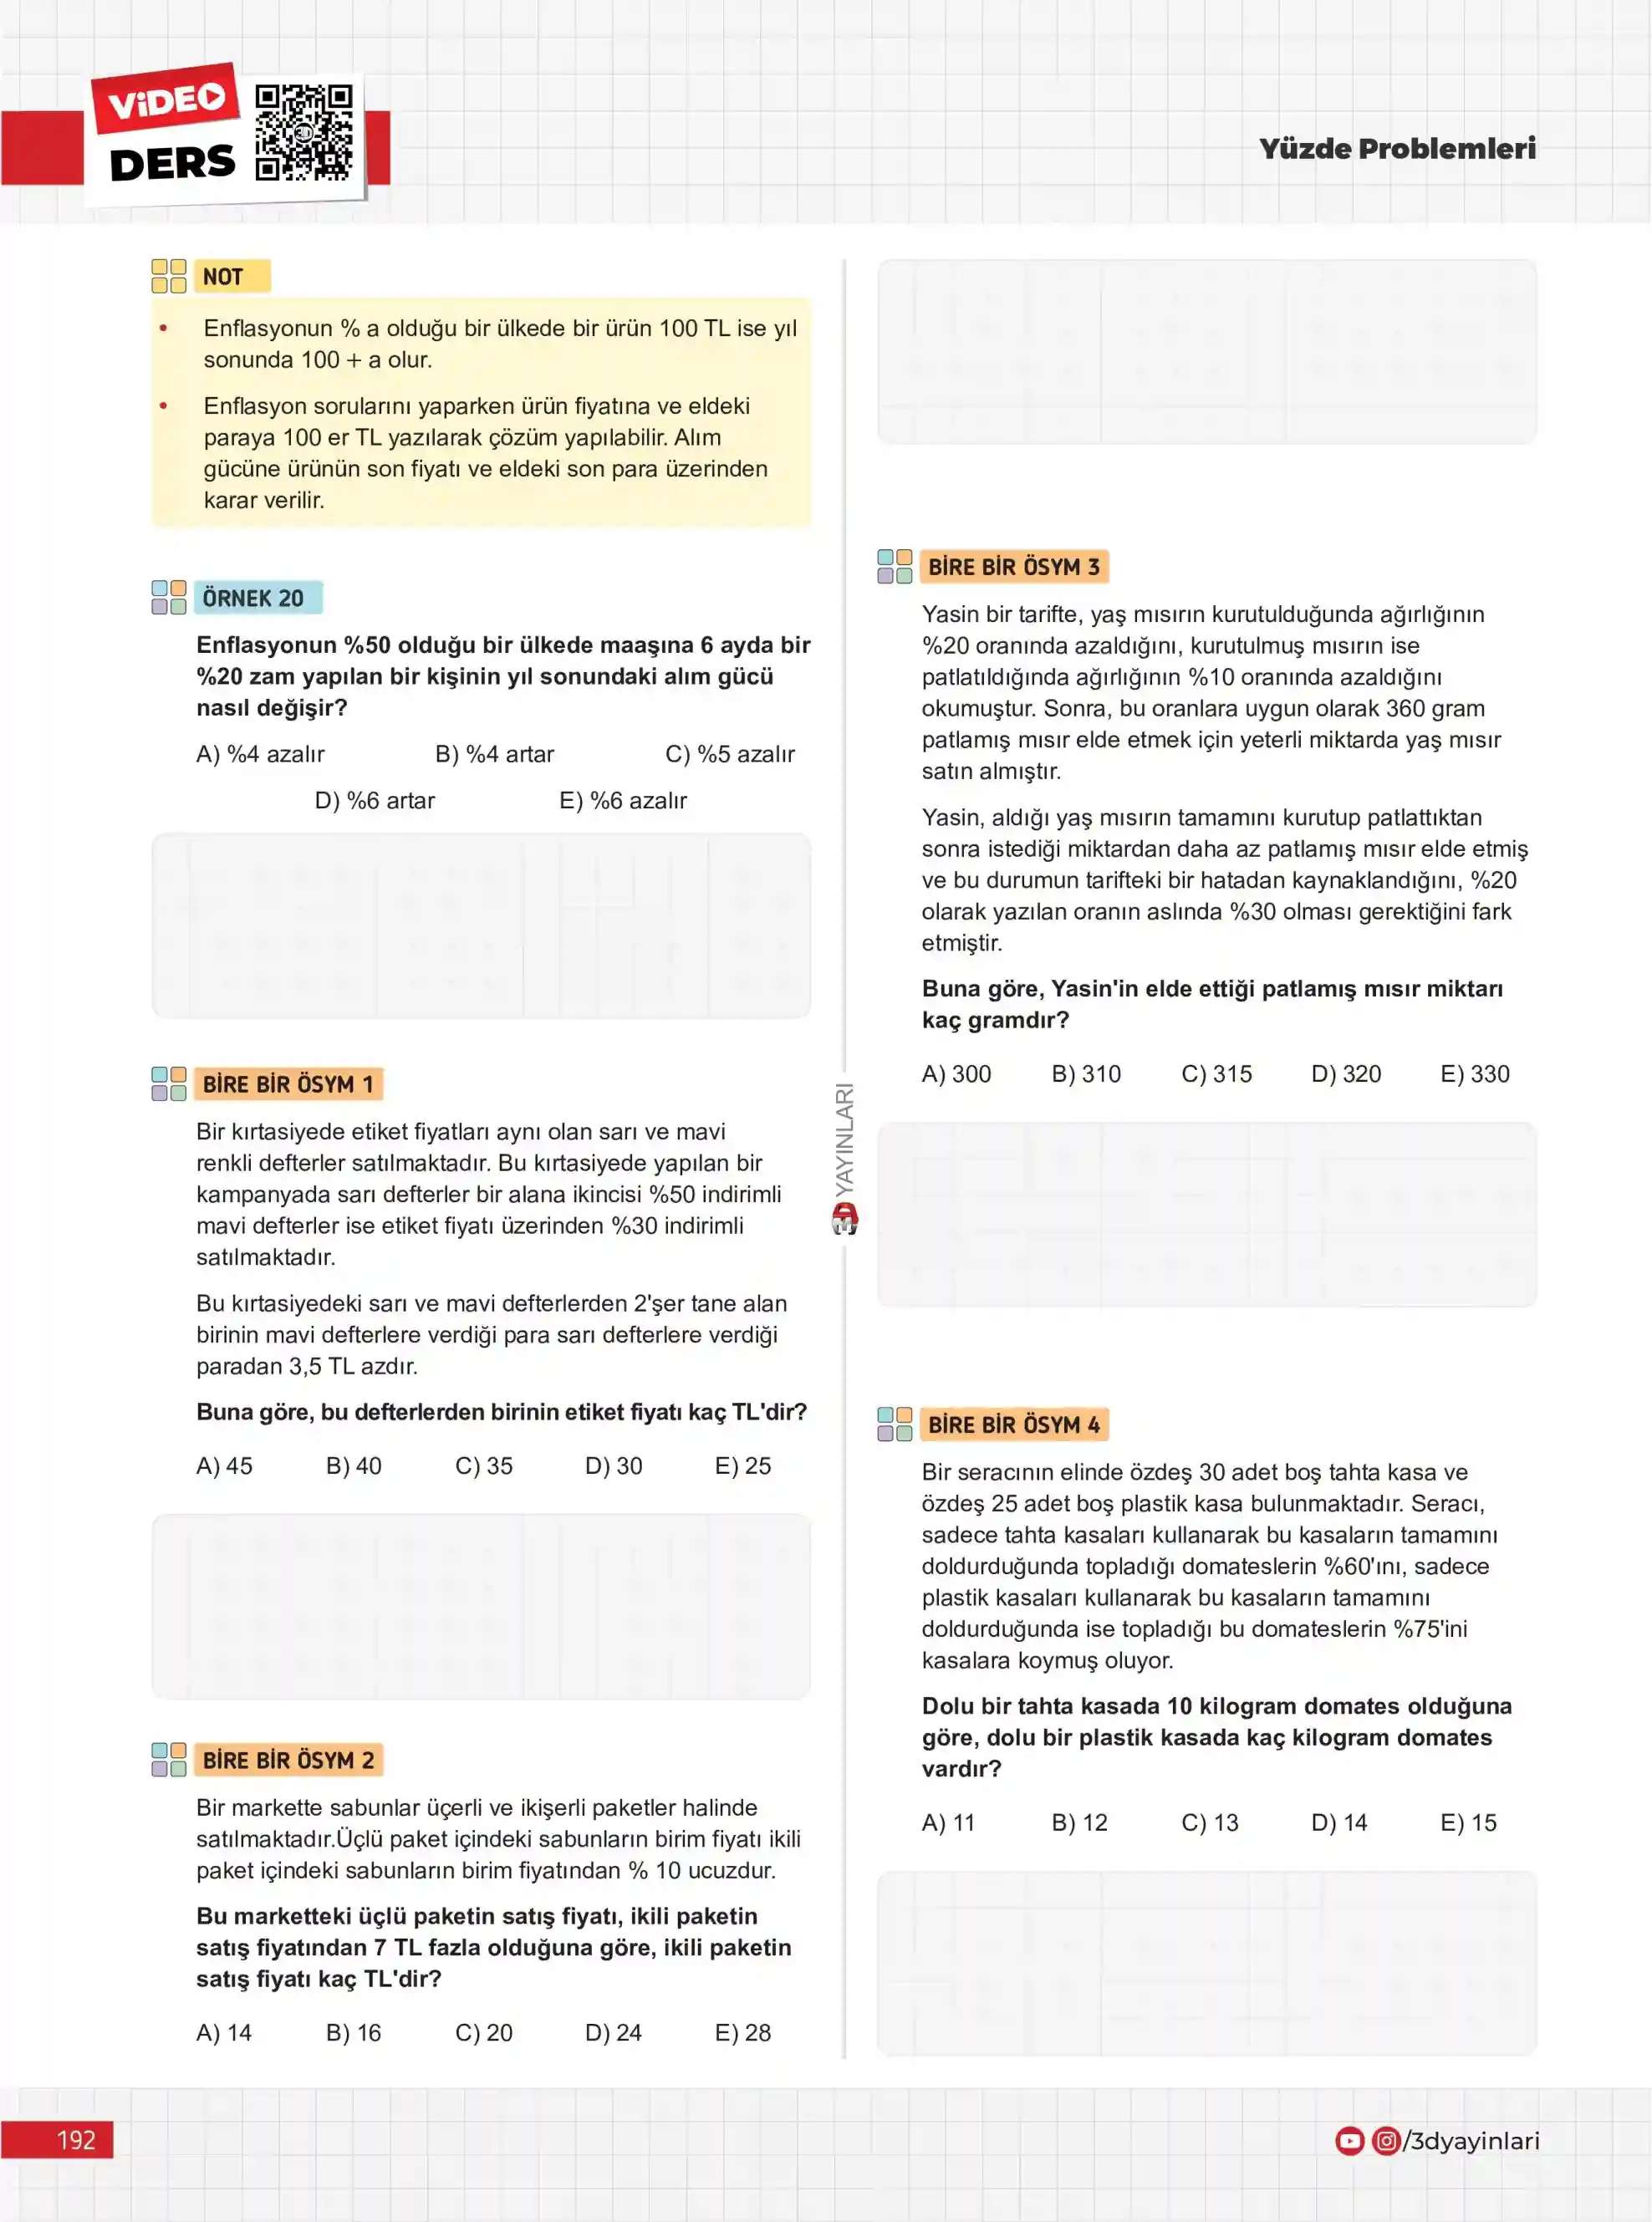 VİDEO
DERS
Yüzde Problemleri
NOT
• Enflasyonun % a olduğu bir ülkede bir ürün 100 TL ise yıl
sonunda 100 + a olur.
• Enflasyon sorularını yaparken ürün fiyatına ve eldeki
paraya 100 er TL yazılarak çözüm yapılabilir. Alım
gücüne ürünün son fiyatı ve eldeki son para üzerinden
karar verilir.
ÖRNEK 20
Enflasyonun %50 olduğu bir ülkede maaşına 6 ayda bir
%20 zam yapılan bir kişinin yıl sonundaki alım gücü
nasıl değişir?
A) %4 azalır B) %4 artar C) %5 azalır
D) %6 artar E) %6 azalır
BİRE BİR ÖSYM 1
Bir kırtasiyede etiket fiyatları aynı olan sarı ve mavi
renkli defterler satılmaktadır. Bu kırtasiyede yapılan bir
kampanyada sarı defterler bir alana ikincisi %50 indirimli
mavi defterler ise etiket fiyatı üzerinden %30 indirimli
satılmaktadır.
Bu kırtasiyedeki sarı ve mavi defterlerden 2'şer tane alan
birinin mavi defterlere verdiği para sarı defterlere verdiği
paradan 3,5 TL azdır.
Buna göre, bu defterlerden birinin etiket fiyatı kaç TL'dir?
A) 45 B) 40 C) 35 D) 30 E) 25
BİRE BİR ÖSYM 2
Bir markette sabunlar üçerli ve ikişerli paketler halinde
satılmaktadır.Üçlü paket içindeki sabunların birim fiyatı ikili
paket içindeki sabunların birim fiyatından % 10 ucuzdur.
Bu marketteki üçlü paketin satış fiyatı, ikili paketin
satış fiyatından 7 TL fazla olduğuna göre, ikili paketin
satış fiyatı kaç TL'dir?
A) 14 B) 16 C) 20 D) 24 E) 28
YAYINLARI
BİRE BİR ÖSYM 3
Yasin bir tarifte, yaş mısırın kurutulduğunda ağırlığının
%20 oranında azaldığını, kurutulmuş mısırın ise
patlatıldığında ağırlığının %10 oranında azaldığını
okumuştur. Sonra, bu oranlara uygun olarak 360 gram
patlamış mısır elde etmek için yeterli miktarda yaş mısır
satın almıştır.
Yasin, aldığı yaş mısırın tamamını kurutup patlattıktan
sonra istediği miktardan daha az patlamış mısır elde etmiş
ve bu durumun tarifteki bir hatadan kaynaklandığını, %20
olarak yazılan oranın aslında %30 olması gerektiğini fark
etmiştir.
Buna göre, Yasin'in elde ettiği patlamış mısır miktarı
kaç gramdır?
A) 300 B) 310 C) 315 D) 320 E) 330
BİRE BİR ÖSYM 4
Bir seracının elinde özdeş 30 adet boş tahta kasa ve
özdeş 25 adet boş plastik kasa bulunmaktadır. Seracı,
sadece tahta kasaları kullanarak bu kasaların tamamını
doldurduğunda topladığı domateslerin %60'ını, sadece
plastik kasaları kullanarak bu kasaların tamamını
doldurduğunda ise topladığı bu domateslerin %75'ini
kasalara koymuş oluyor.
Dolu bir tahta kasada 10 kilogram domates olduğuna
göre, dolu bir plastik kasada kaç kilogram domates
vardır?
A) 11 B) 12 C) 13 D) 14 E) 15
192
/3dyayinlari